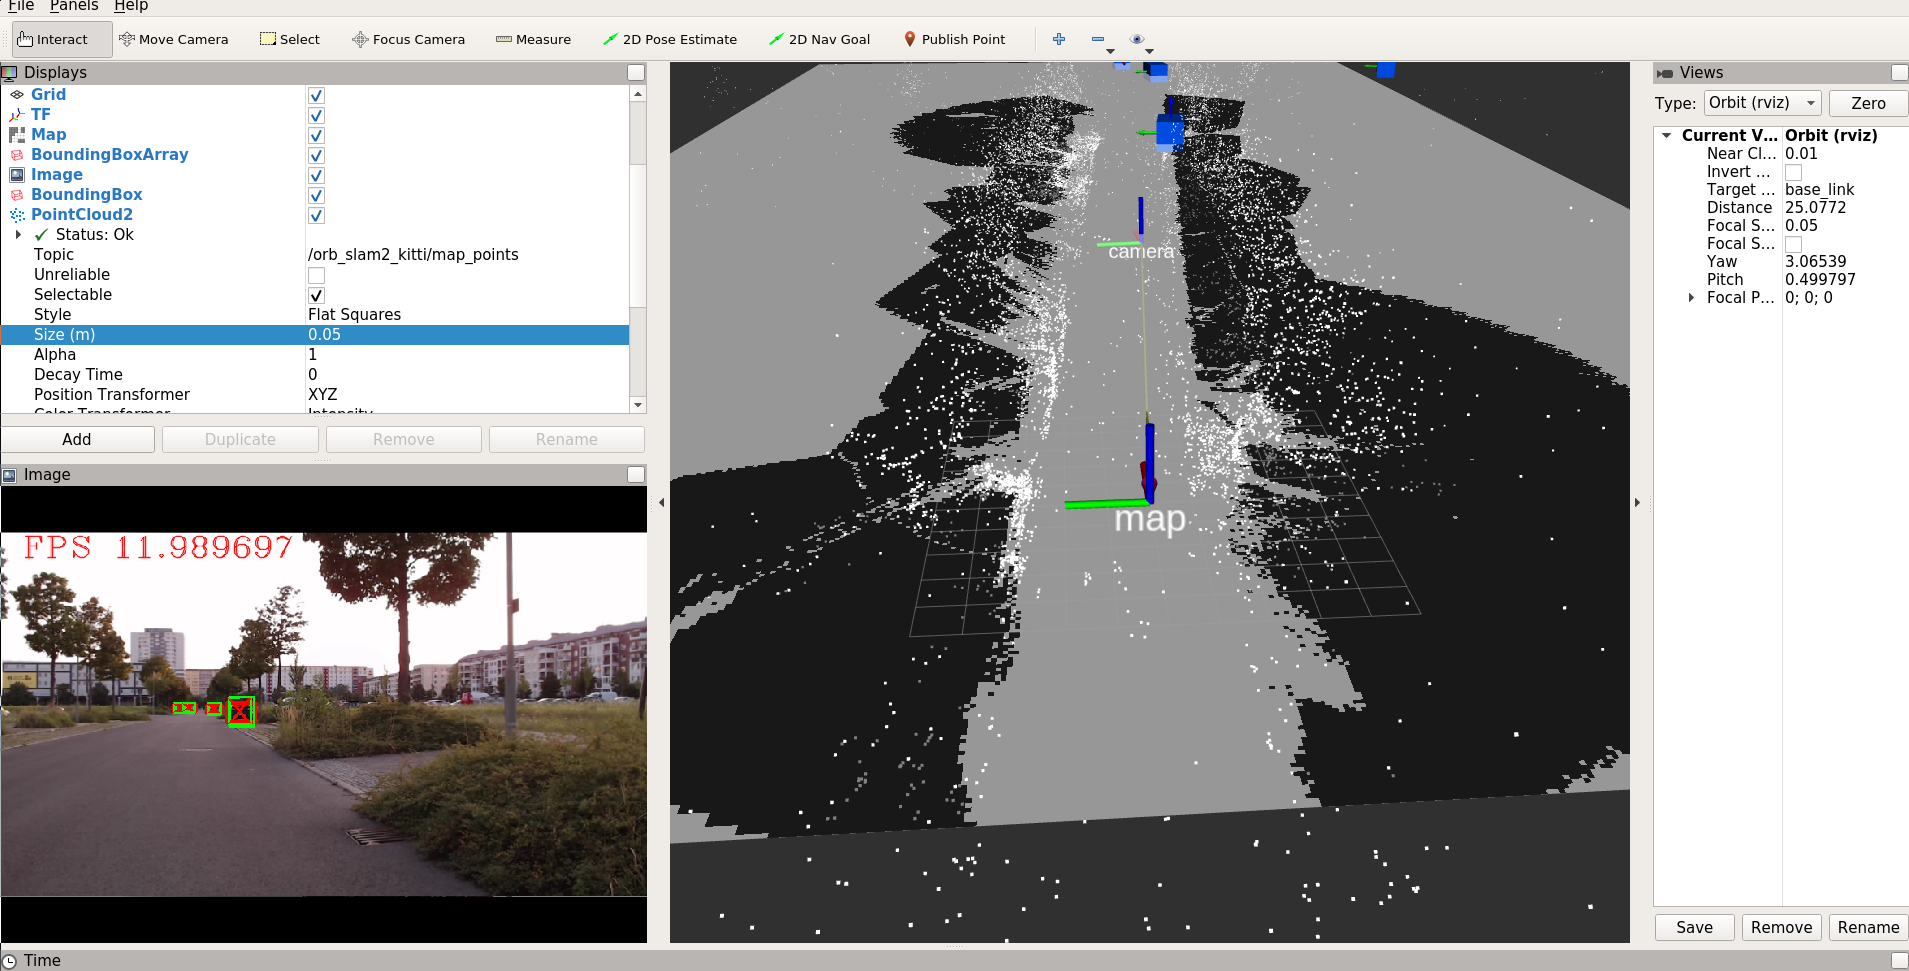 File Panels Help
Interact Move Camera Select Focus Camera Measure 2D Pose Estimate 2D Nav Goal Publish Point
Displays
Grid
TF
Map
BoundingBoxArray
Image
BoundingBox
PointCloud2
Status: Ok
Topic /orb_slam2_kitti/map_points
Unreliable
Selectable
Style Flat Squares
Size (m) 0.05
Alpha 1
Decay Time 0
Position Transformer XYZ
Color Transformer Intensity
Add Duplicate Remove Rename
Image
FPS 11.989697
camera
map
Views
Type: Orbit (rviz) Zero
Current V... Orbit (rviz)
Near Cl... 0.01
Invert ...
Target ... base_link
Distance 25.0772
Focal S... 0.05
Focal S...
Yaw 3.06539
Pitch 0.499797
Focal P... 0; 0; 0
Save Remove Rename
Time